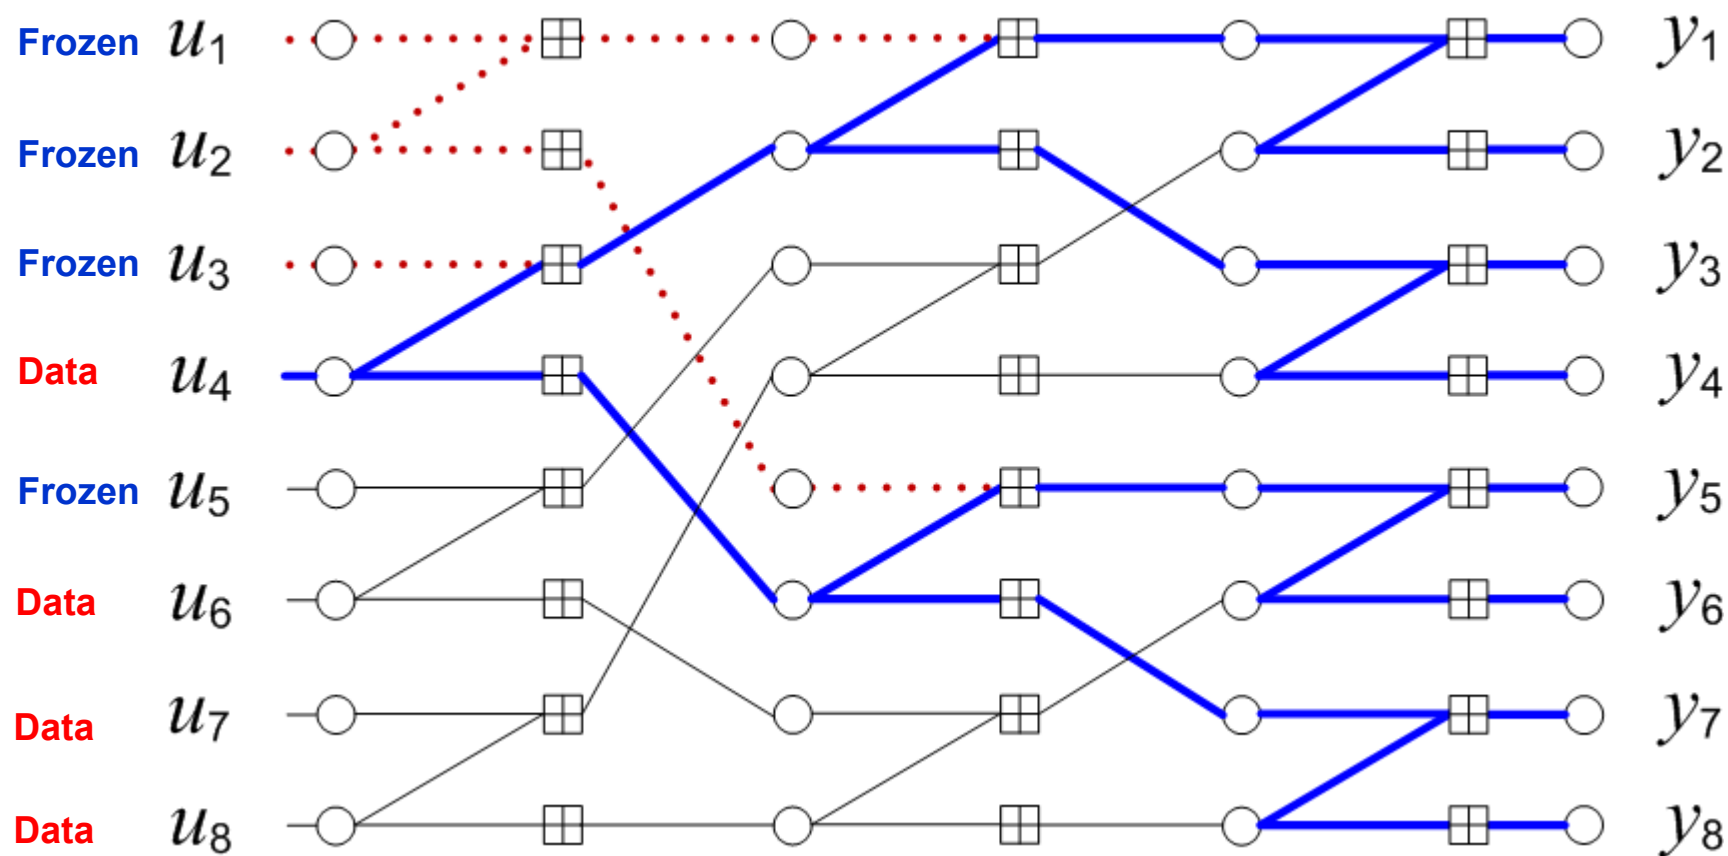 Frozen u1 y1
Frozen u2 y2
Frozen u3 y3
Data u4 y4
Frozen u5 y5
Data u6 y6
Data u7 y7
Data u8 y8